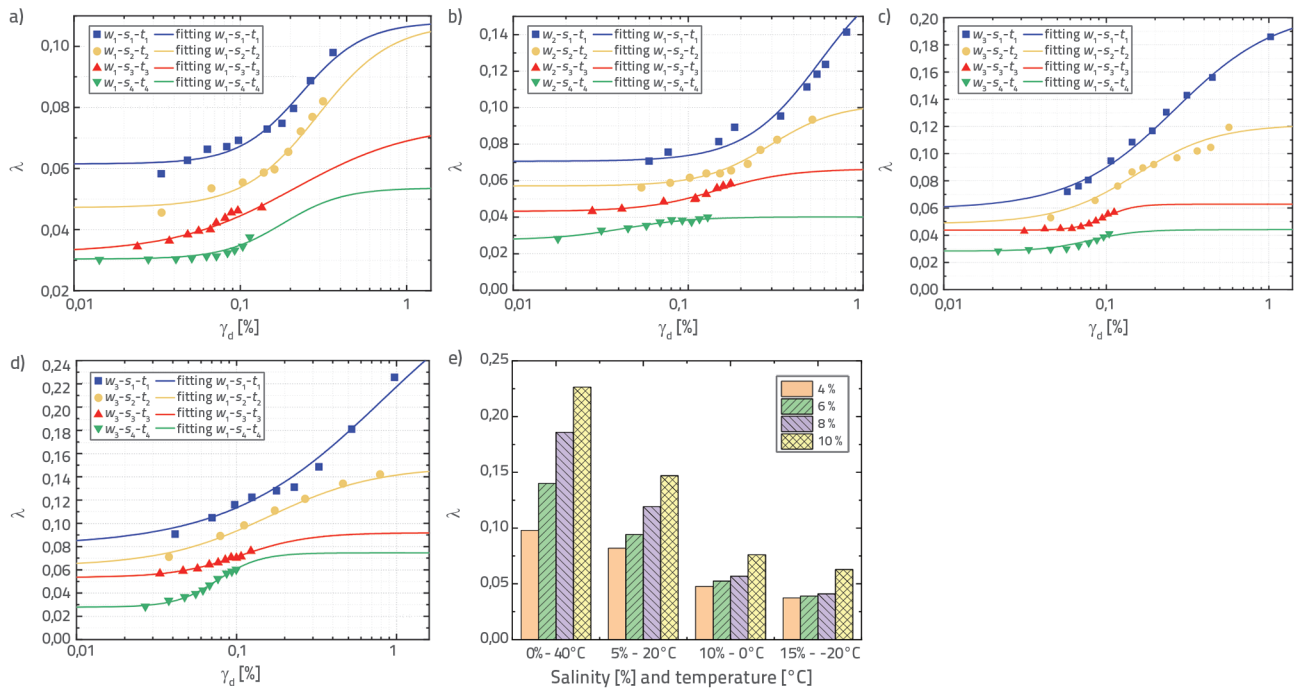 a)
w₁-s₁-t₁ fitting w₁-s₁-t₁
w₁-s₂-t₂ fitting w₁-s₂-t₂
w₁-s₃-t₃ fitting w₁-s₃-t₃
w₁-s₄-t₄ fitting w₁-s₄-t₄
0,10
0,08
0,06
0,04
0,02
λ
0,01 0,1 1
γd [%]
b)
w₂-s₁-t₁ fitting w₁-s₁-t₁
w₂-s₂-t₂ fitting w₁-s₂-t₂
w₂-s₃-t₃ fitting w₁-s₃-t₃
w₂-s₄-t₄ fitting w₁-s₄-t₄
0,14
0,12
0,10
0,08
0,06
0,04
0,02
0,00
λ
0,01 0,1 1
γd [%]
c)
w₃-s₁-t₁ fitting w₁-s₁-t₁
w₃-s₂-t₂ fitting w₁-s₂-t₂
w₃-s₃-t₃ fitting w₁-s₃-t₃
w₃-s₄-t₄ fitting w₁-s₄-t₄
0,20
0,17
0,16
0,13
0,12
0,10
0,08
0,06
0,04
0,02
0,00
λ
0,01 0,1 1
γd [%]
d)
w₃-s₁-t₁ fitting w₁-s₁-t₁
w₃-s₂-t₂ fitting w₁-s₂-t₂
w₃-s₃-t₃ fitting w₁-s₃-t₃
w₃-s₄-t₄ fitting w₁-s₄-t₄
0,24
0,22
0,20
0,18
0,16
0,14
0,12
0,10
0,08
0,06
0,04
0,02
0,00
λ
0,01 0,1 1
γd [%]
e)
4 %
6 %
8 %
10 %
0,25
0,20
0,15
0,10
0,05
0,00
λ
0%- 40°C 5% - 20°C 10% - 0°C 15% - -20°C
Salinity [%] and temperature [°C]